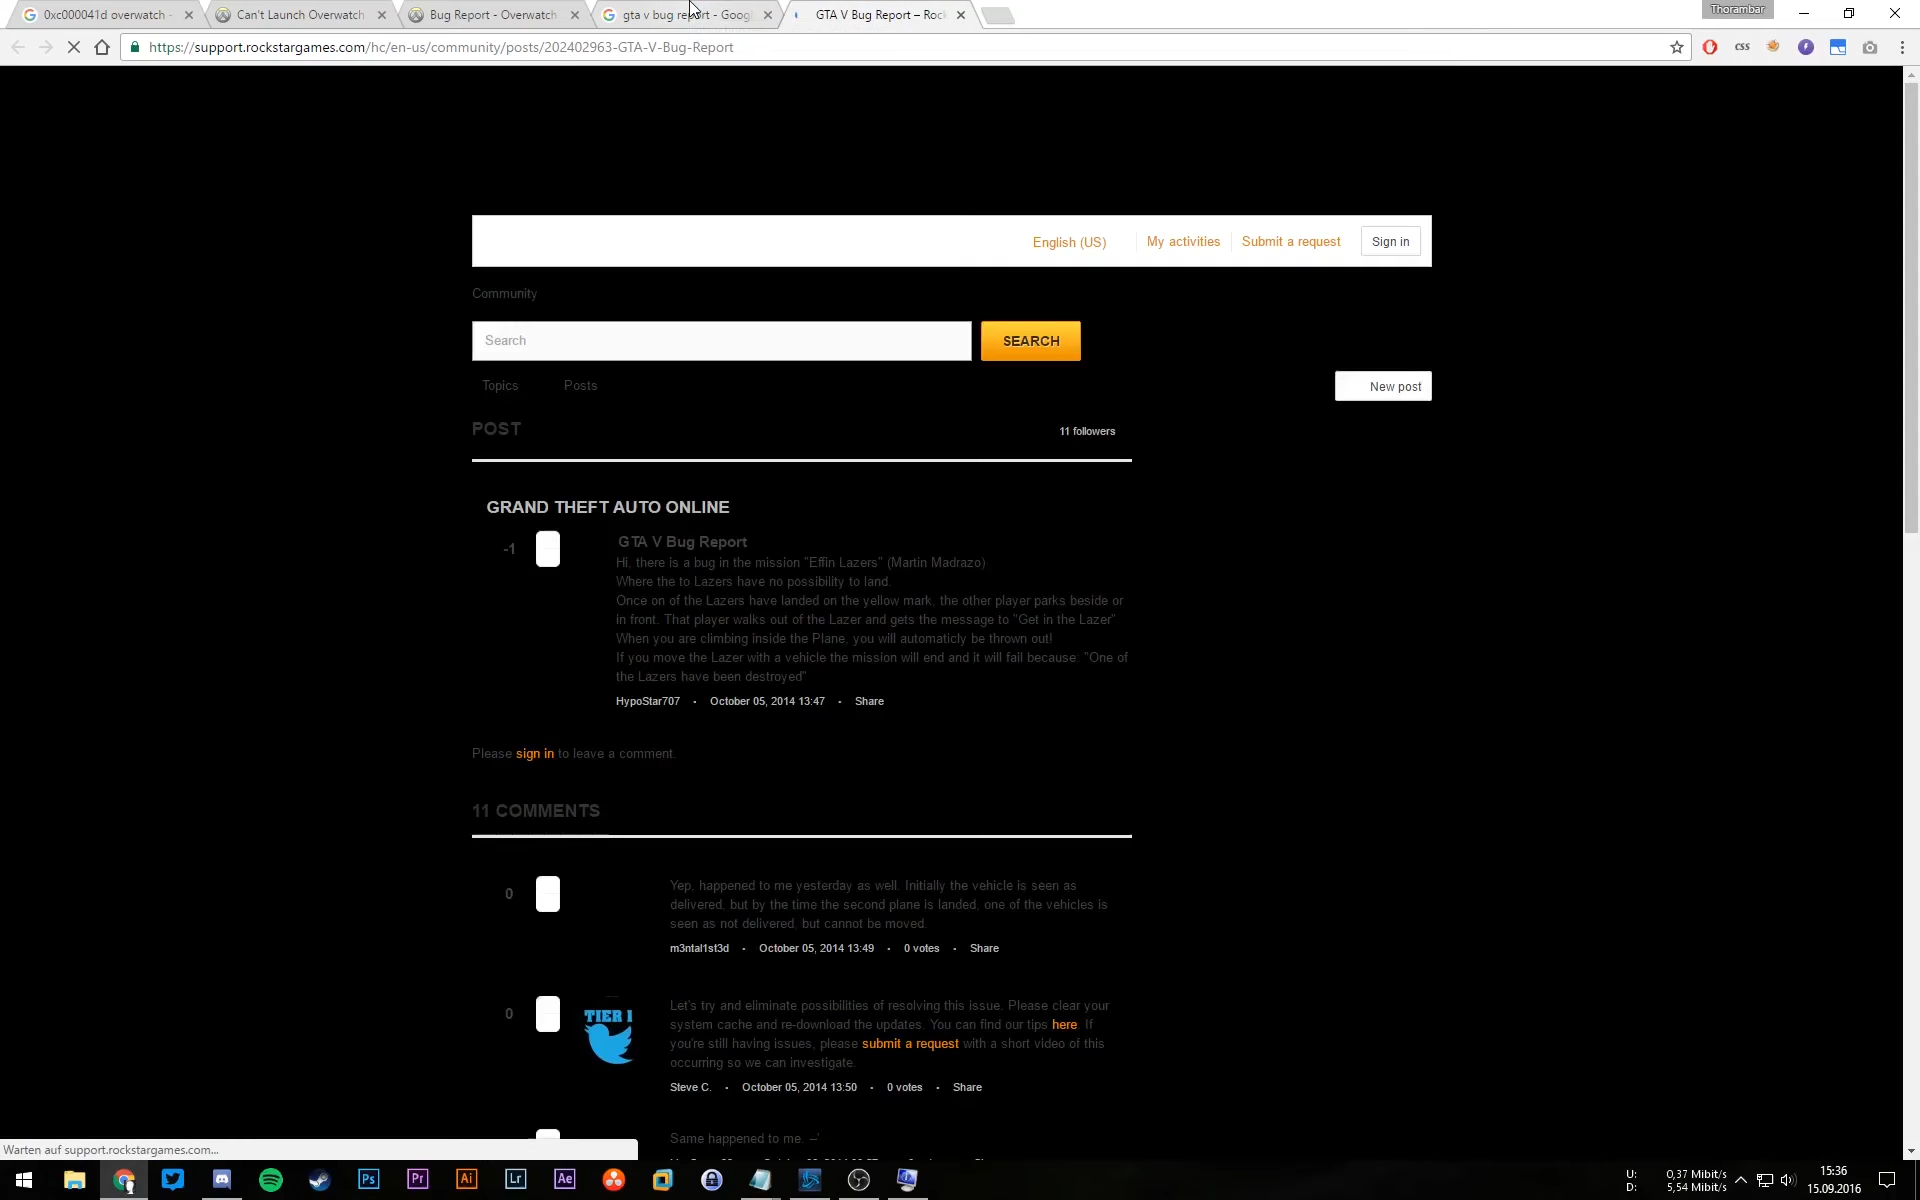 0xc000041d overwatch -
Can't Launch Overwatch
Bug Report - Overwatch
gta v bug report - Googl
GTA V Bug Report – Rock
Thorambar
https://support.rockstargames.com/hc/en-us/community/posts/202402963-GTA-V-Bug-Report
css
English (US)
My activities
Submit a request
Sign in
Community
Search
SEARCH
Topics
Posts
New post
POST
11 followers
GRAND THEFT AUTO ONLINE
-1
GTA V Bug Report
Hi, there is a bug in the mission "Effin Lazers" (Martin Madrazo)
Where the to Lazers have no possibility to land.
Once on of the Lazers have landed on the yellow mark, the other player parks beside or
in front. That player walks out of the Lazer and gets the message to "Get in the Lazer"
When you are climbing inside the Plane, you will automaticly be thrown out!
If you move the Lazer with a vehicle the mission will end and it will fail because: "One of
the Lazers have been destroyed"
HypoStar707 • October 05, 2014 13:47 • Share
Please sign in to leave a comment.
11 COMMENTS
0
Yep, happened to me yesterday as well. Initially the vehicle is seen as
delivered, but by the time the second plane is landed, one of the vehicles is
seen as not delivered, but cannot be moved.
m3ntal1st3d • October 05, 2014 13:49 • 0 votes • Share
0
TIER 1
Let's try and eliminate possibilities of resolving this issue. Please clear your
system cache and re-download the updates. You can find our tips here. If
you're still having issues, please submit a request with a short video of this
occurring so we can investigate.
Steve C. • October 05, 2014 13:50 • 0 votes • Share
Same happened to me. –'
Warten auf support.rockstargames.com...
Ps
Pr
Ai
Lr
Ae
U: 0,37 Mibit/s
D: 5,54 Mibit/s
15:36
15.09.2016